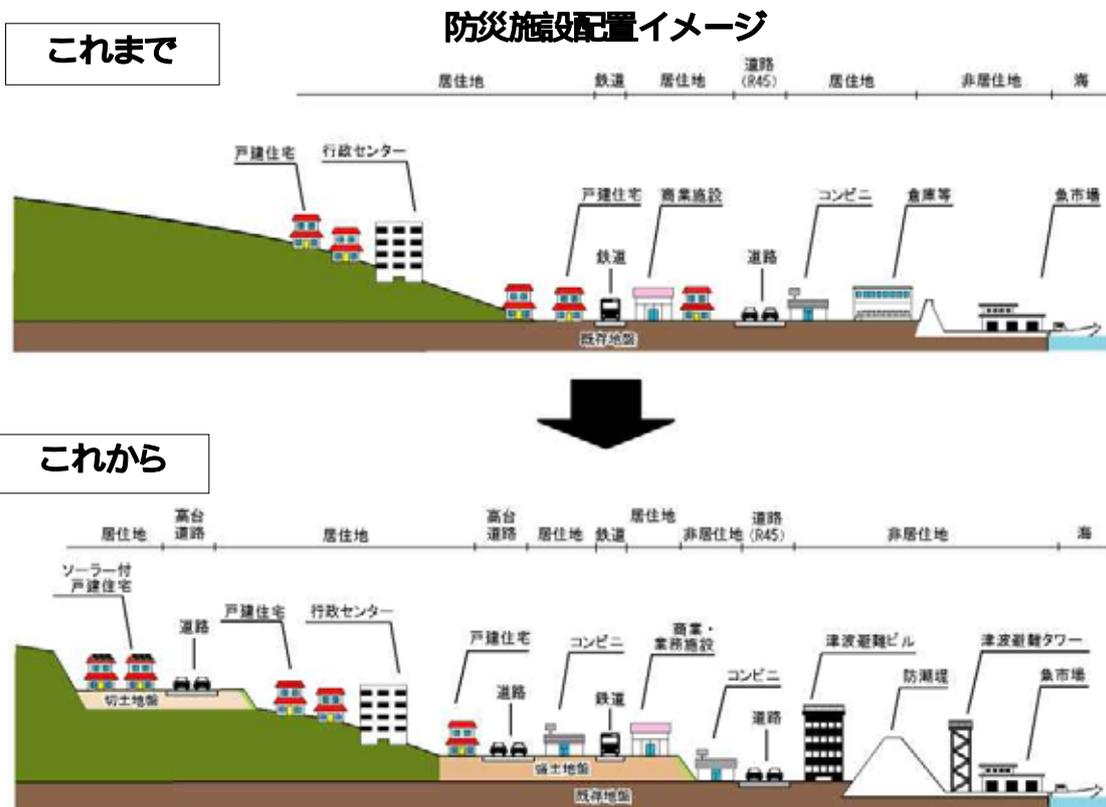 防災施設配置イメージ
これまで
居住地
鉄道
居住地
道路
(R45)
居住地
非居住地
海
戸建住宅
行政センター
戸建住宅
商業施設
コンビニ
倉庫等
魚市場
鉄道
道路
既存地盤
これから
居住地
高台
道路
居住地
高台
道路
居住地
鉄道
居住地
非居住地
道路
(R45)
非居住地
海
ソーラー付
戸建住宅
道路
戸建住宅
行政センター
戸建住宅
道路
コンビニ
鉄道
商業・
業務施設
コンビニ
道路
津波避難ビル
防潮堤
津波避難タワー
魚市場
切土地盤
盛土地盤
既存地盤